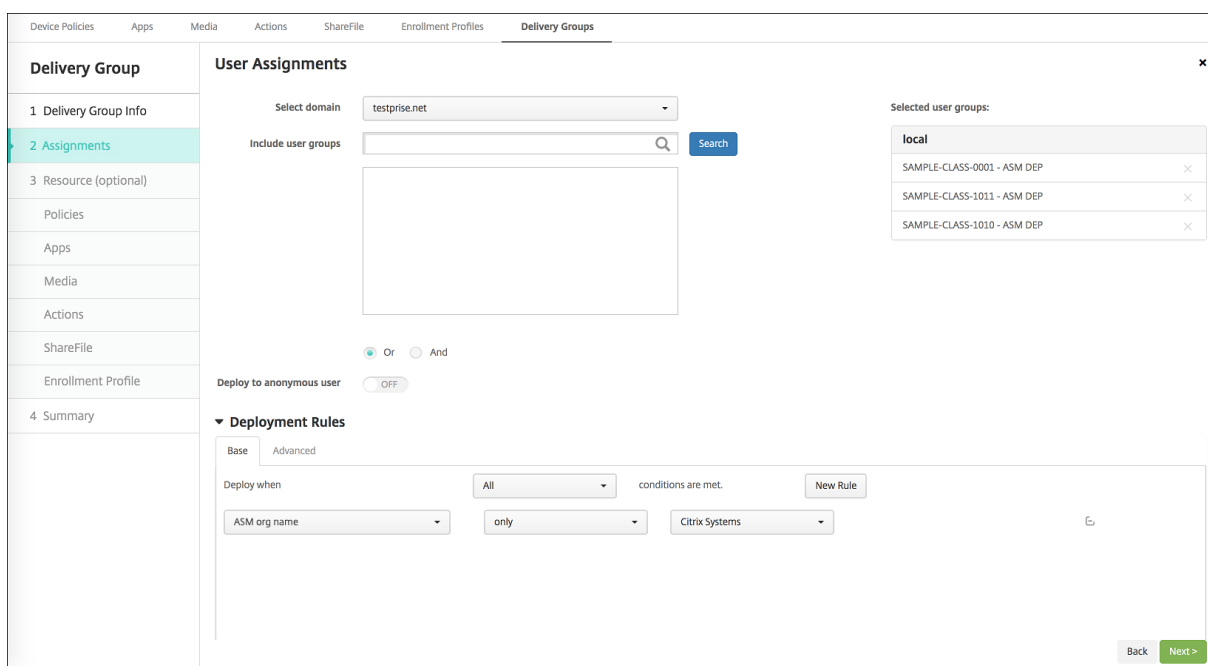 Device Policies Apps Media Actions ShareFile Enrollment Profiles Delivery Groups
Delivery Group
1 Delivery Group Info
2 Assignments
3 Resource (optional)
Policies
Apps
Media
Actions
ShareFile
Enrollment Profile
4 Summary
User Assignments
Select domain testprise.net
Include user groups Search
Or And
Deploy to anonymous user OFF
Selected user groups:
local
SAMPLE-CLASS-0001 - ASM DEP
SAMPLE-CLASS-1011 - ASM DEP
SAMPLE-CLASS-1010 - ASM DEP
Deployment Rules
Base Advanced
Deploy when All conditions are met. New Rule
ASM org name only Citrix Systems
Back Next >